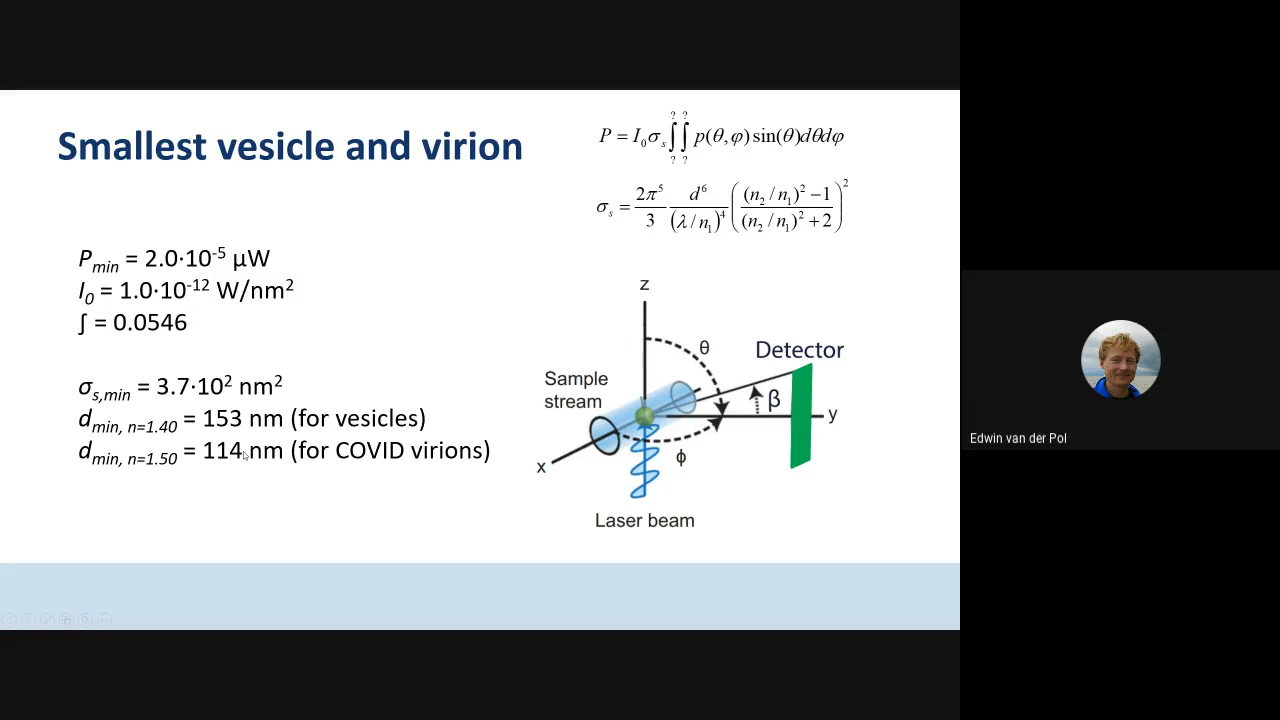 Smallest vesicle and virion
P = I₀σₛ ∫_?^? ∫_?^? p(θ,φ) sin(θ)dθdφ
σₛ = 2π⁵/3 d⁶/(λ/n₁)⁴ (((n₂/n₁)² − 1)/((n₂/n₁)² + 2))²
P_min = 2.0·10⁻⁵ μW
I₀ = 1.0·10⁻¹² W/nm²
∫ = 0.0546
σ_s,min = 3.7·10² nm²
d_min, n=1.40 = 153 nm (for vesicles)
d_min, n=1.50 = 114 nm (for COVID virions)
z
θ
Detector
Sample
stream
β
y
ϕ
x
Laser beam
Edwin van der Pol